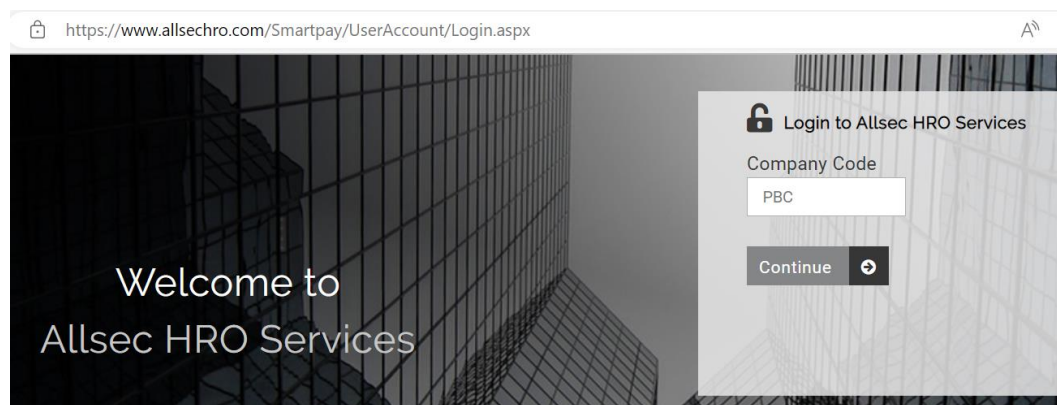 https://www.allsechro.com/Smartpay/UserAccount/Login.aspx
A
Login to Allsec HRO Services
Company Code
PBC
Continue
Welcome to
Allsec HRO Services